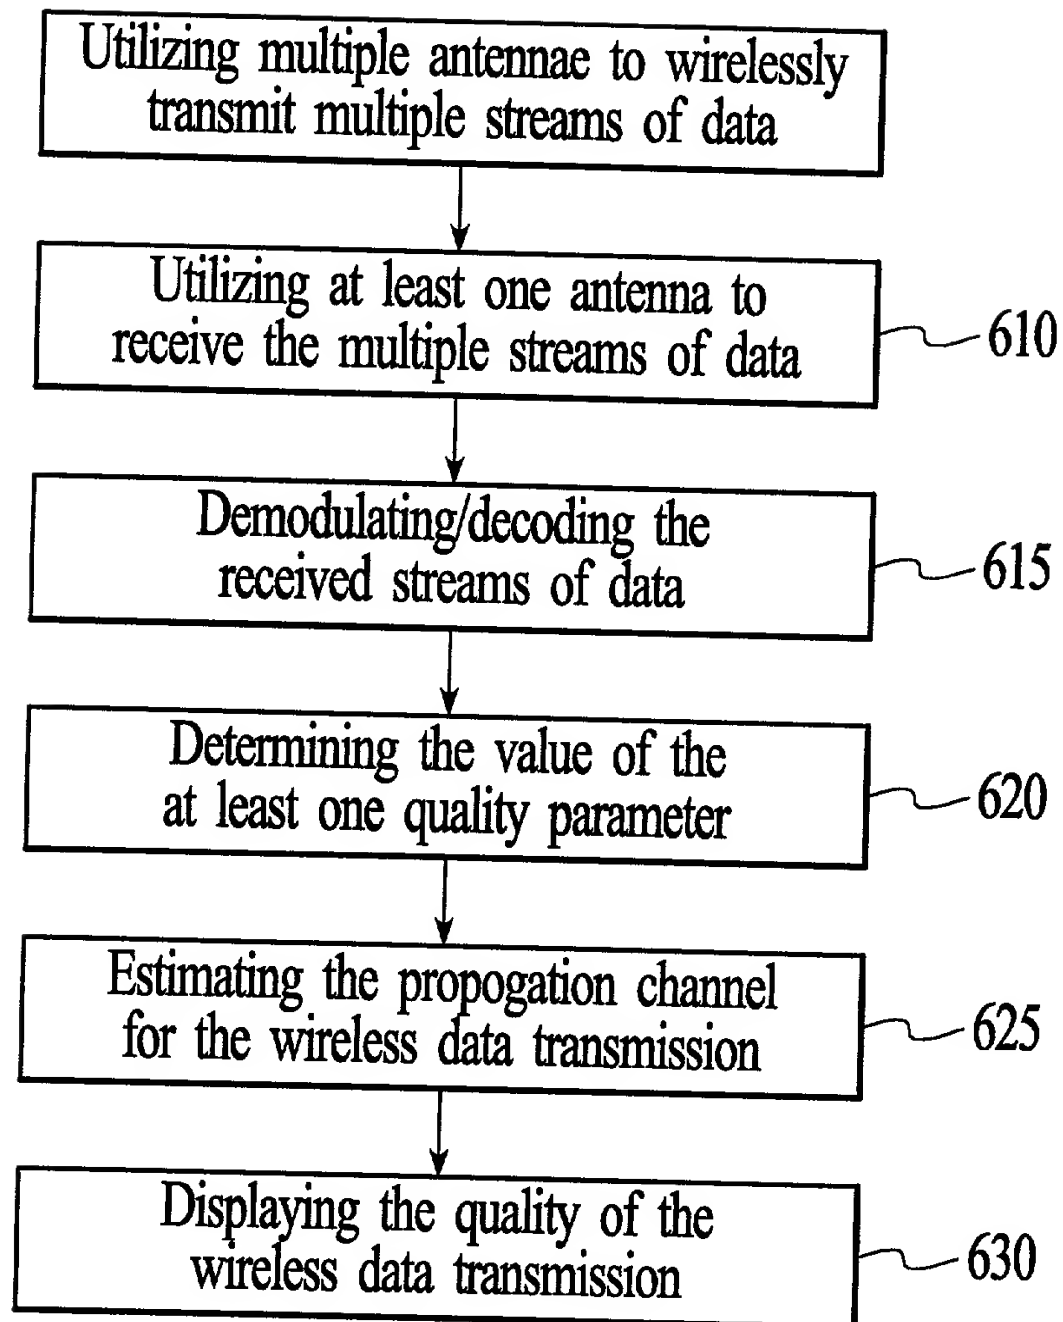 Utilizing multiple antennae to wirelessly
transmit multiple streams of data
Utilizing at least one antenna to
receive the multiple streams of data
610
Demodulating/decoding the
received streams of data
615
Determining the value of the
at least one quality parameter
620
Estimating the propogation channel
for the wireless data transmission
625
Displaying the quality of the
wireless data transmission
630